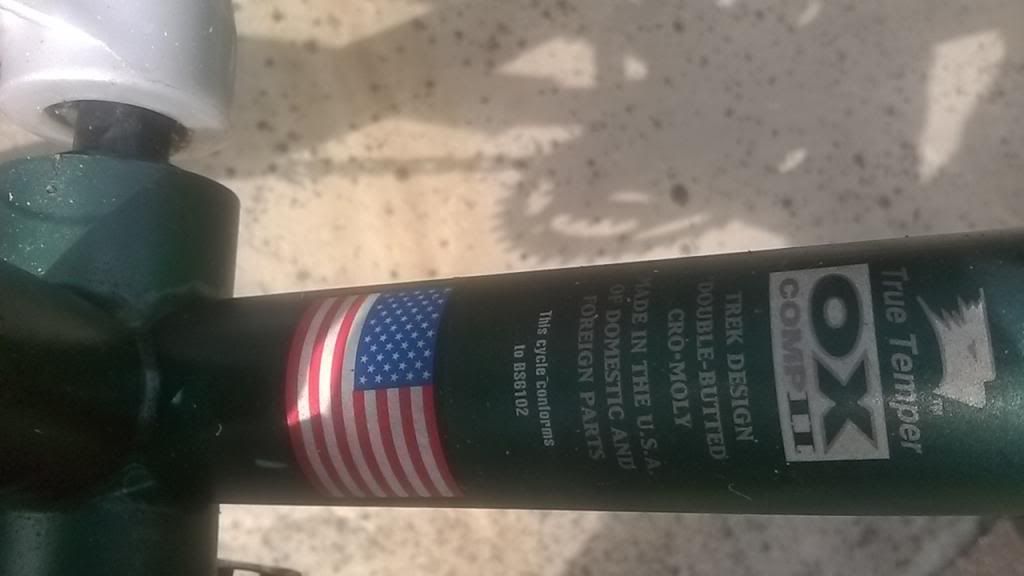 True Temper
OX
COMP II
TREK DESIGN
DOUBLE-BUTTED
CRO-MOLY
MADE IN THE U.S.A
OF DOMESTIC AND
FOREIGN PARTS
This cycle conforms
to BS6102